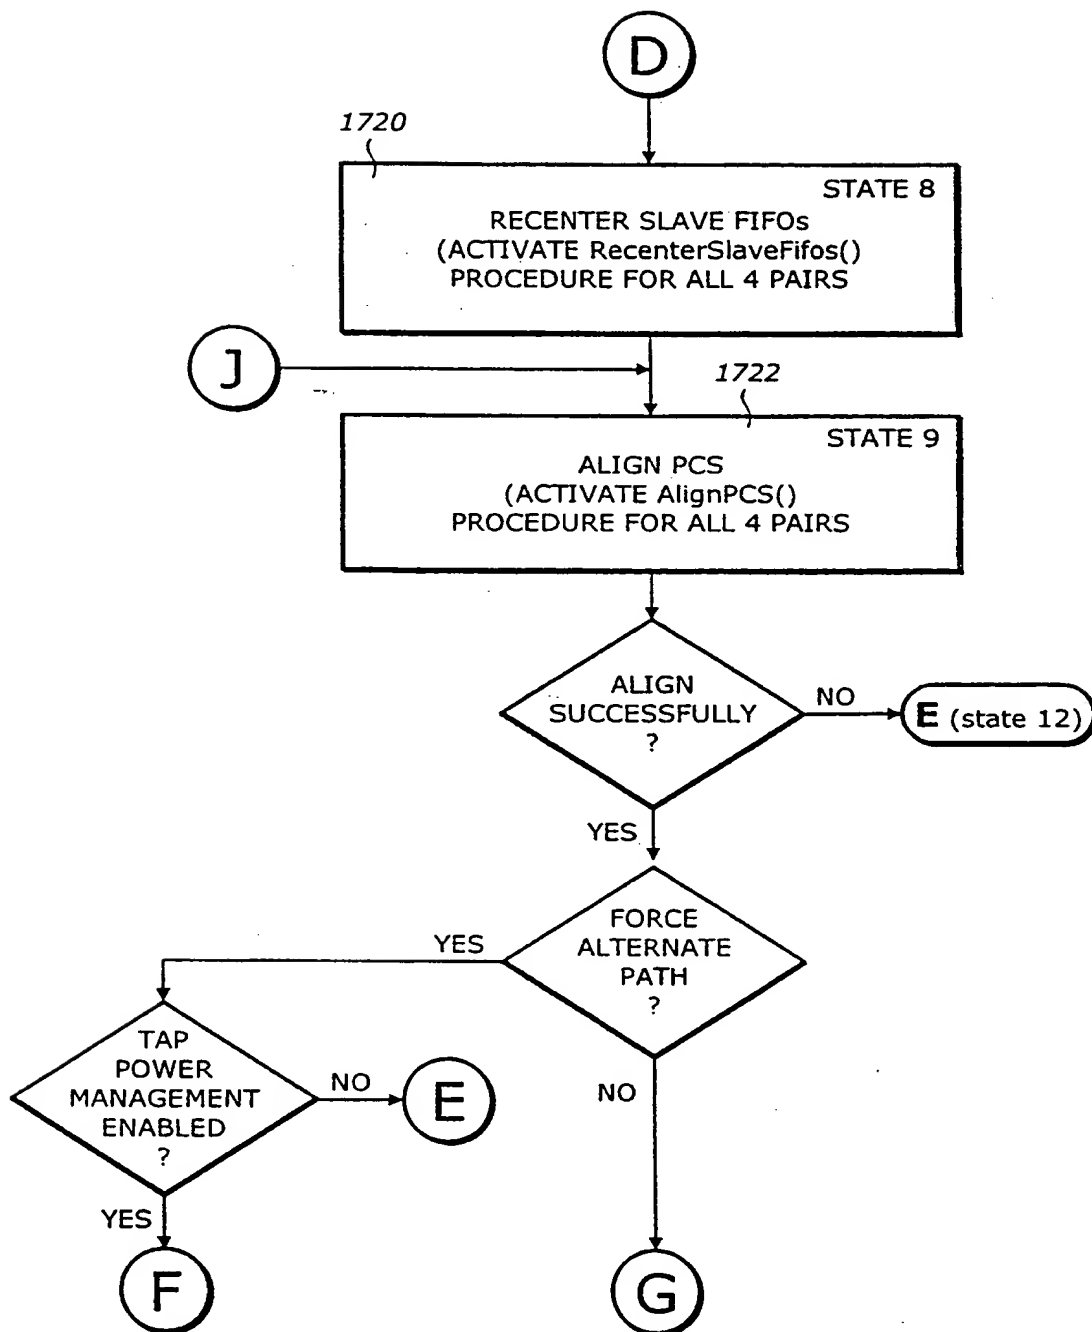 D
1720
STATE 8
RECENTER SLAVE FIFOs
(ACTIVATE RecenterSlaveFifos()
PROCEDURE FOR ALL 4 PAIRS
J
1722
STATE 9
ALIGN PCS
(ACTIVATE AlignPCS()
PROCEDURE FOR ALL 4 PAIRS
ALIGN
SUCCESSFULLY
?
NO
E (state 12)
YES
FORCE
ALTERNATE
PATH
?
YES
TAP
POWER
MANAGEMENT
ENABLED
?
NO
E
NO
YES
F
G